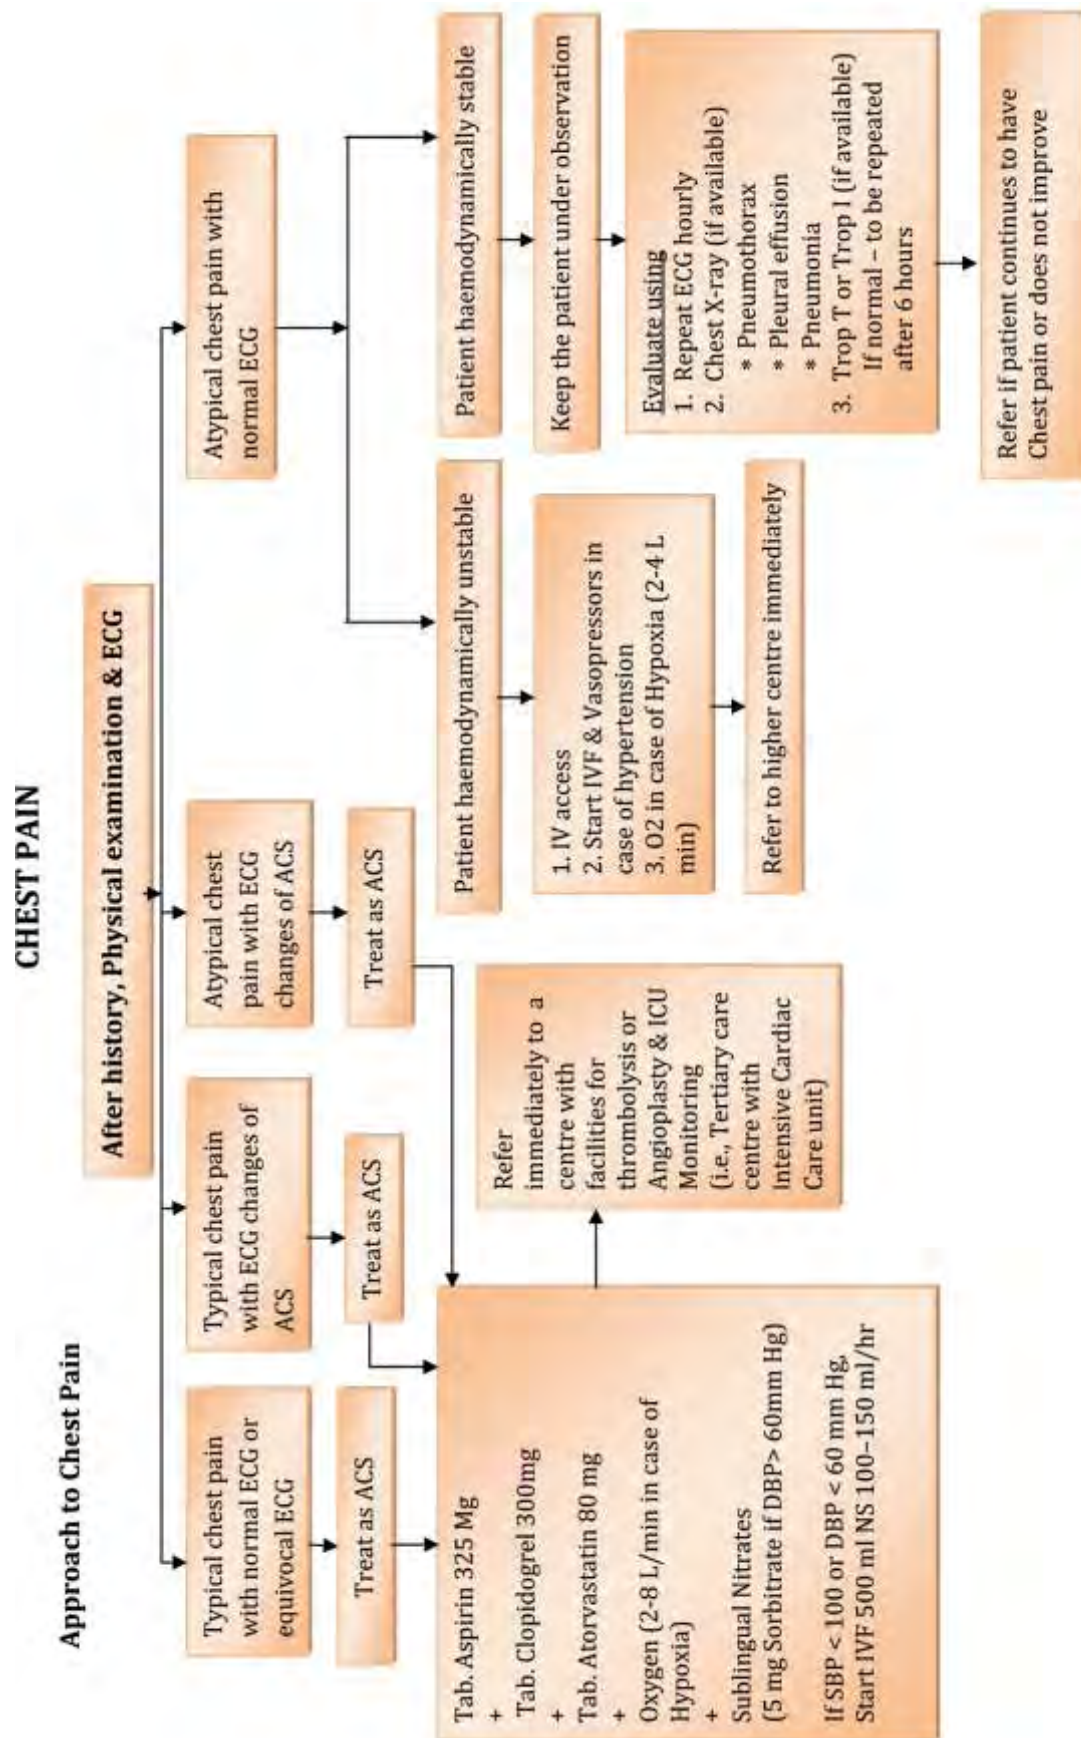 CHEST PAIN
Approach to Chest Pain
After history, Physical examination & ECG
Typical chest pain
with normal ECG or
equivocal ECG
Treat as ACS
Typical chest pain
with ECG changes of
ACS
Treat as ACS
Atypical chest
pain with ECG
changes of ACS
Treat as ACS
Tab. Aspirin 325 Mg
+
Tab. Clopidogrel 300mg
+
Tab. Atorvastatin 80 mg
+
Oxygen (2-8 L/min in case of
Hypoxia)
+
Sublingual Nitrates
(5 mg Sorbitrate if DBP> 60mm Hg)
If SBP < 100 or DBP < 60 mm Hg,
Start IVF 500 ml NS 100–150 ml/hr
Refer
immediately to a
centre with
facilities for
thrombolysis or
Angioplasty & ICU
Monitoring
(i.e., Tertiary care
centre with
Intensive Cardiac
Care unit)
Atypical chest pain with
normal ECG
Patient haemodynamically unstable
1. IV access
2. Start IVF & Vasopressors in
case of hypertension
3. O2 in case of Hypoxia (2-4 L
min)
Refer to higher centre immediately
Patient haemodynamically stable
Keep the patient under observation
Evaluate using
1. Repeat ECG hourly
2. Chest X-ray (if available)
* Pneumothorax
* Pleural effusion
* Pneumonia
3. Trop T or Trop I (if available)
If normal – to be repeated
after 6 hours
Refer if patient continues to have
Chest pain or does not improve